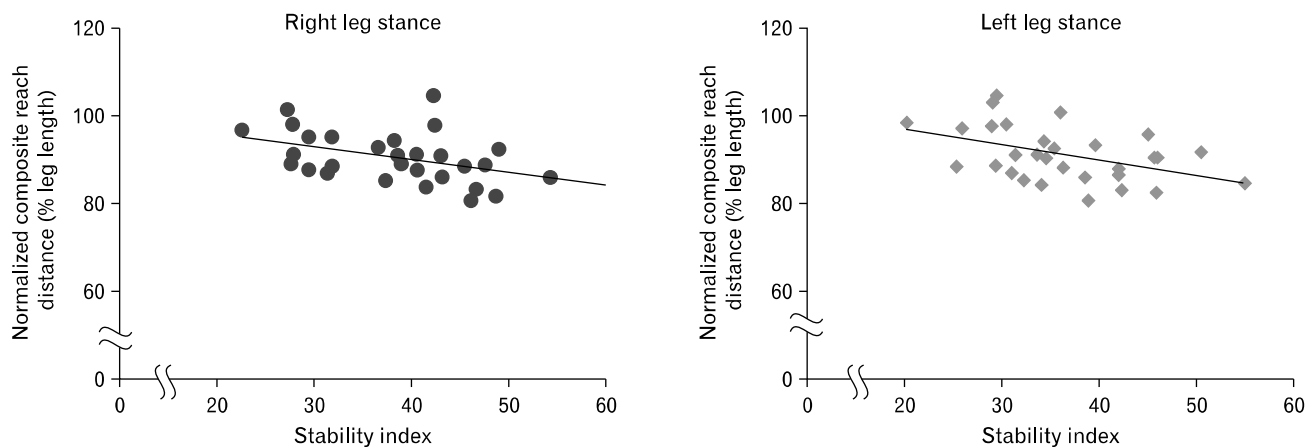 Right leg stance
Normalized composite reach
distance (% leg length)
120
100
80
60
0
0
20
30
40
50
60
Stability index
Left leg stance
Normalized composite reach
distance (% leg length)
120
100
80
60
0
0
20
30
40
50
60
Stability index